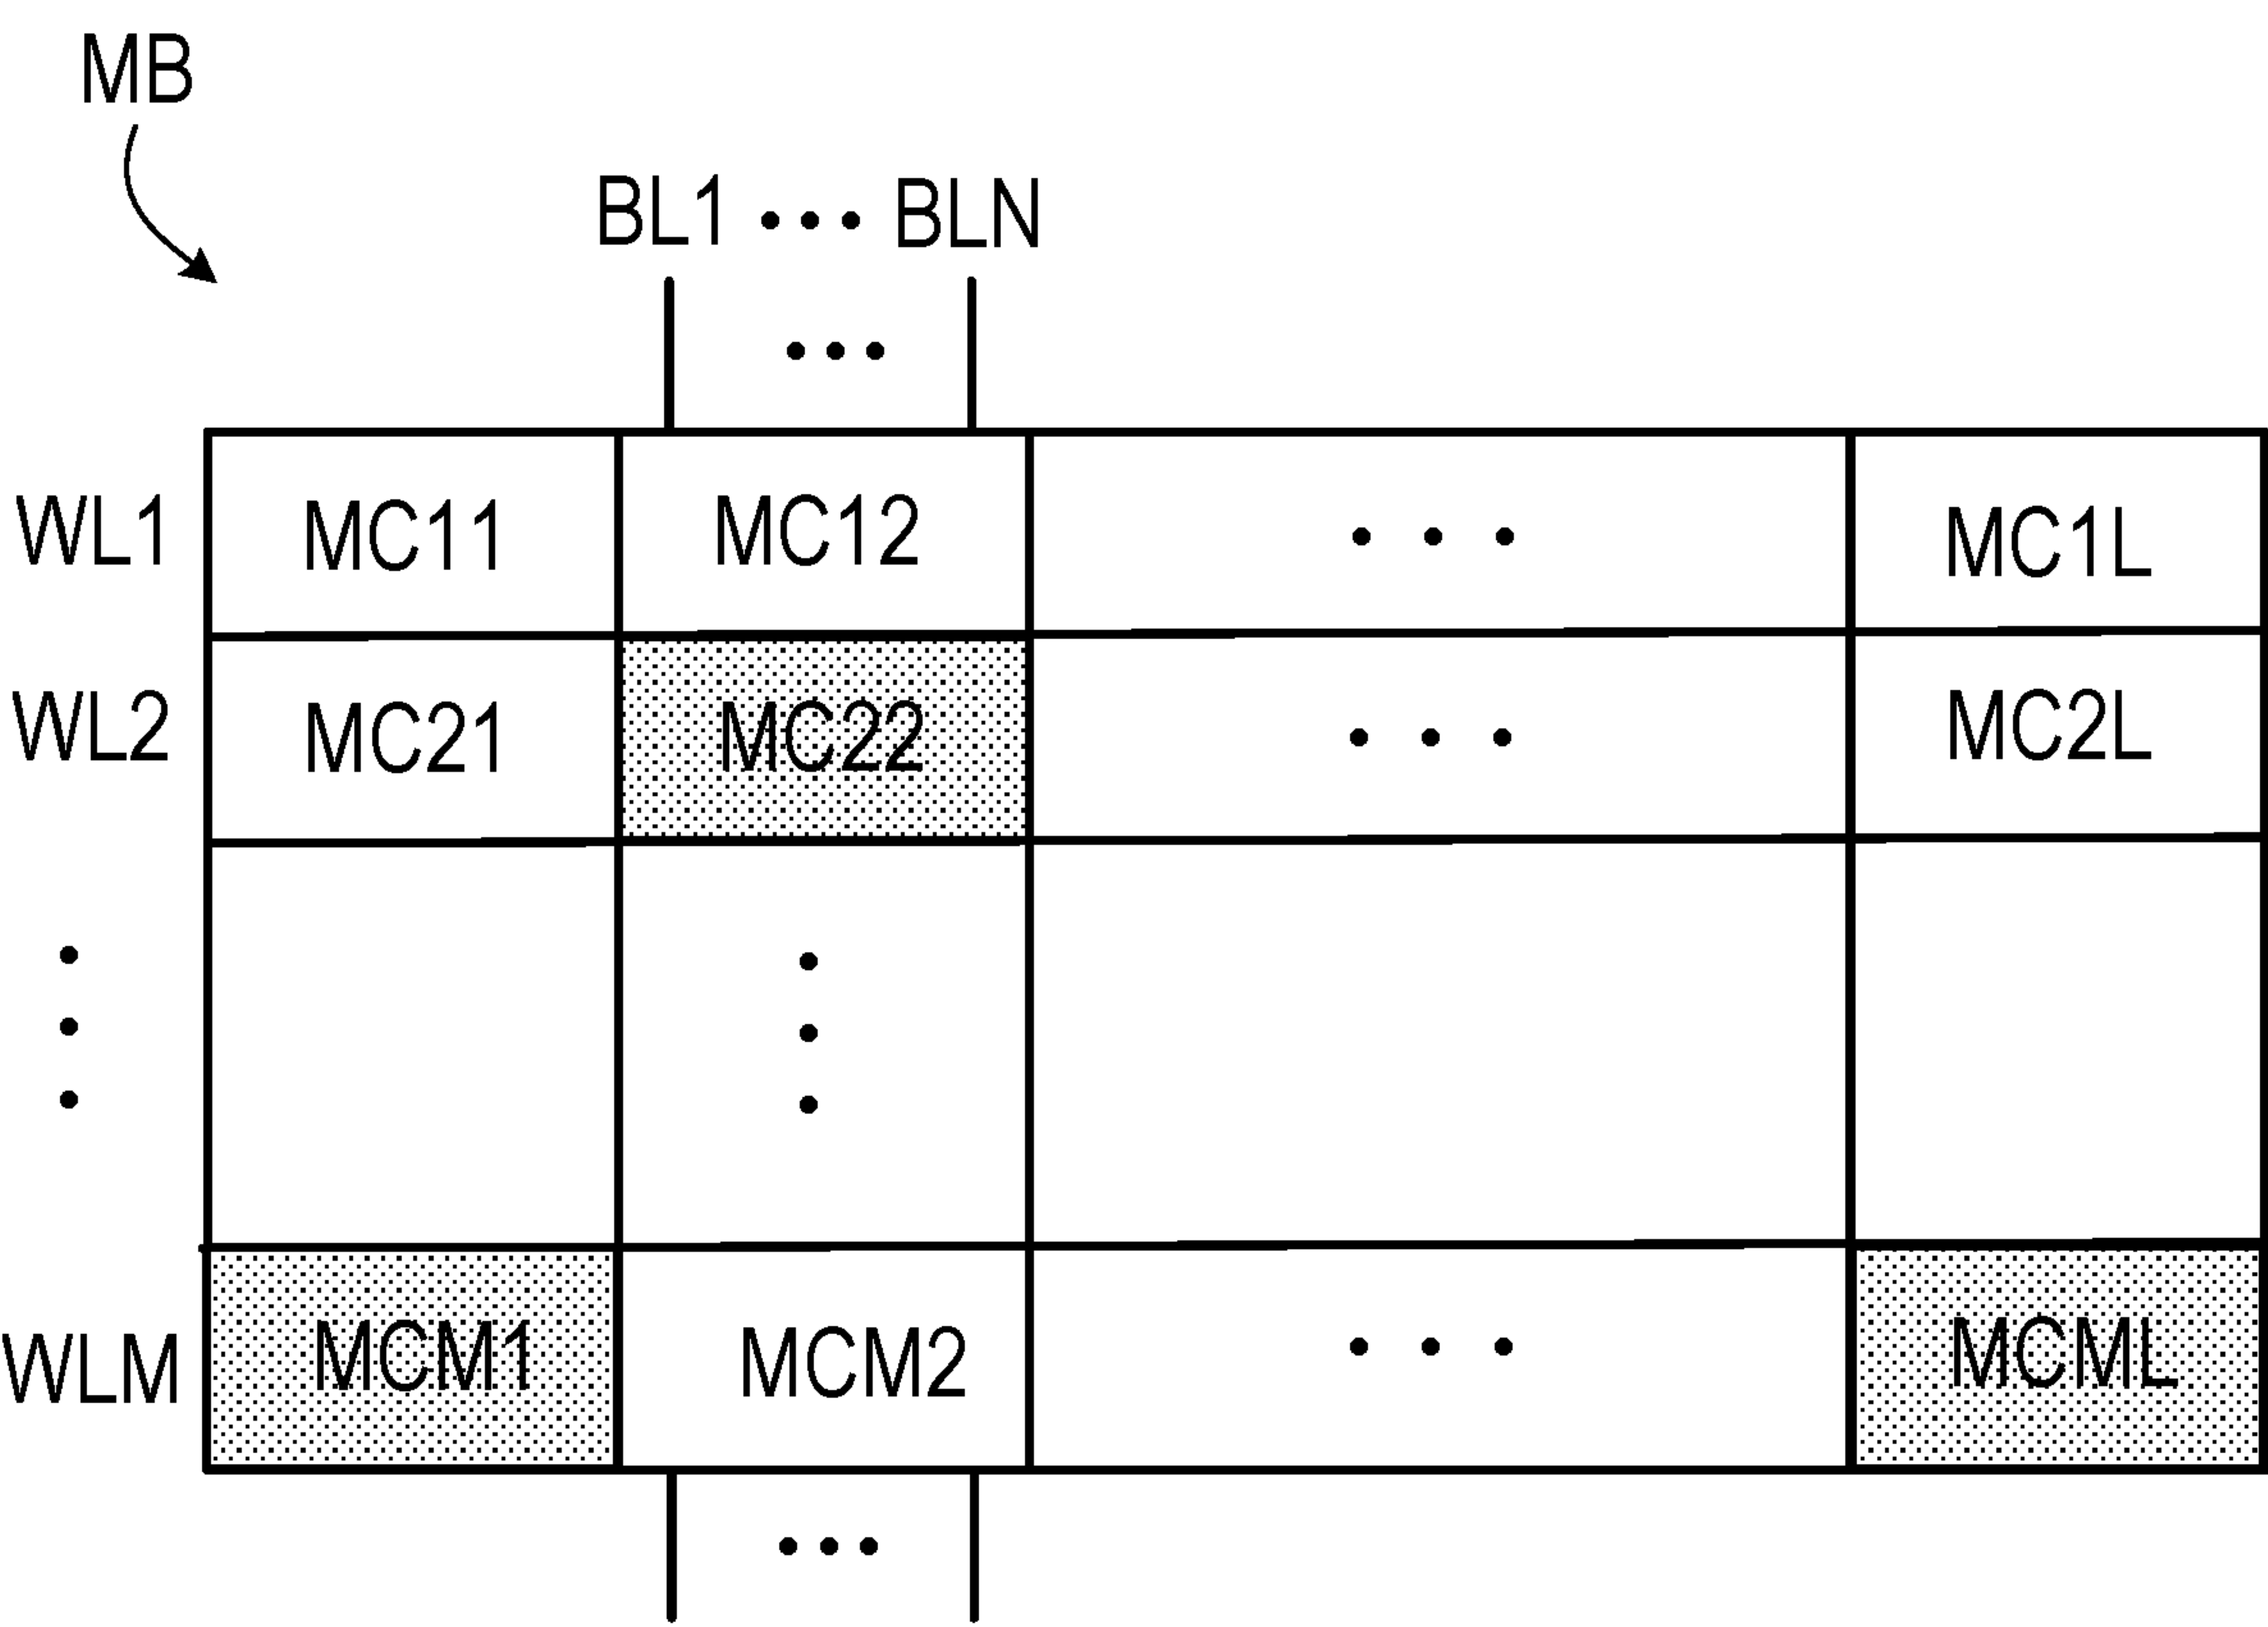 MB
BL1 ••• BLN
•••
WL1 MC11 MC12 • • • MC1L
WL2 MC21 MC22 • • • MC2L
WLM MCM1 MCM2 • • • MCML
•••